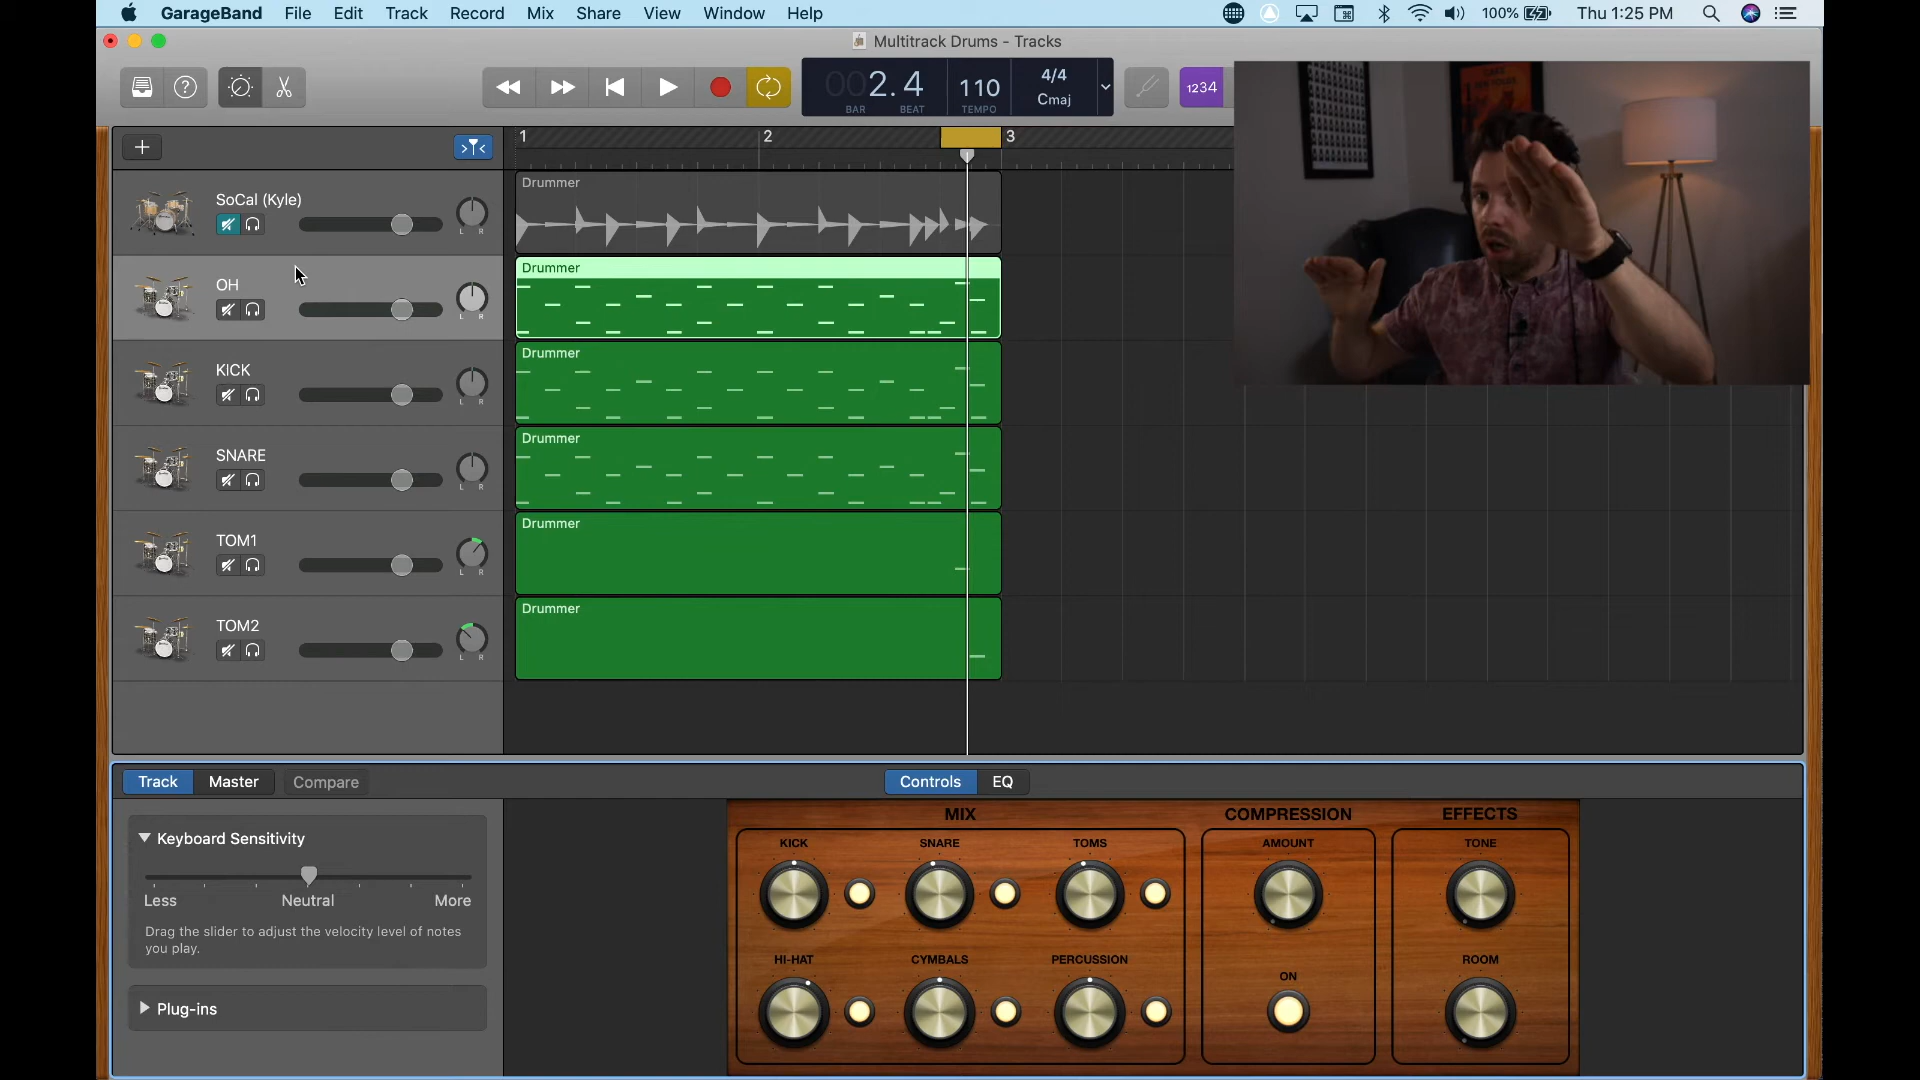 GarageBand File Edit Track Record Mix Share View Window Help 100% Thu 1:25 PM
Multitrack Drums - Tracks
002.4 110 4/4
Cmaj
BAR BEAT TEMPO
1234
1 2 3
SoCal (Kyle)
L R
Drummer
OH
L R
Drummer
KICK
L R
Drummer
SNARE
L R
Drummer
TOM1
L R
Drummer
TOM2
L R
Drummer
Track Master Compare Controls EQ
Keyboard Sensitivity
Less Neutral More
Drag the slider to adjust the velocity level of notes
you play.
Plug-ins
MIX COMPRESSION EFFECTS
KICK SNARE TOMS AMOUNT TONE
HI-HAT CYMBALS PERCUSSION ON ROOM